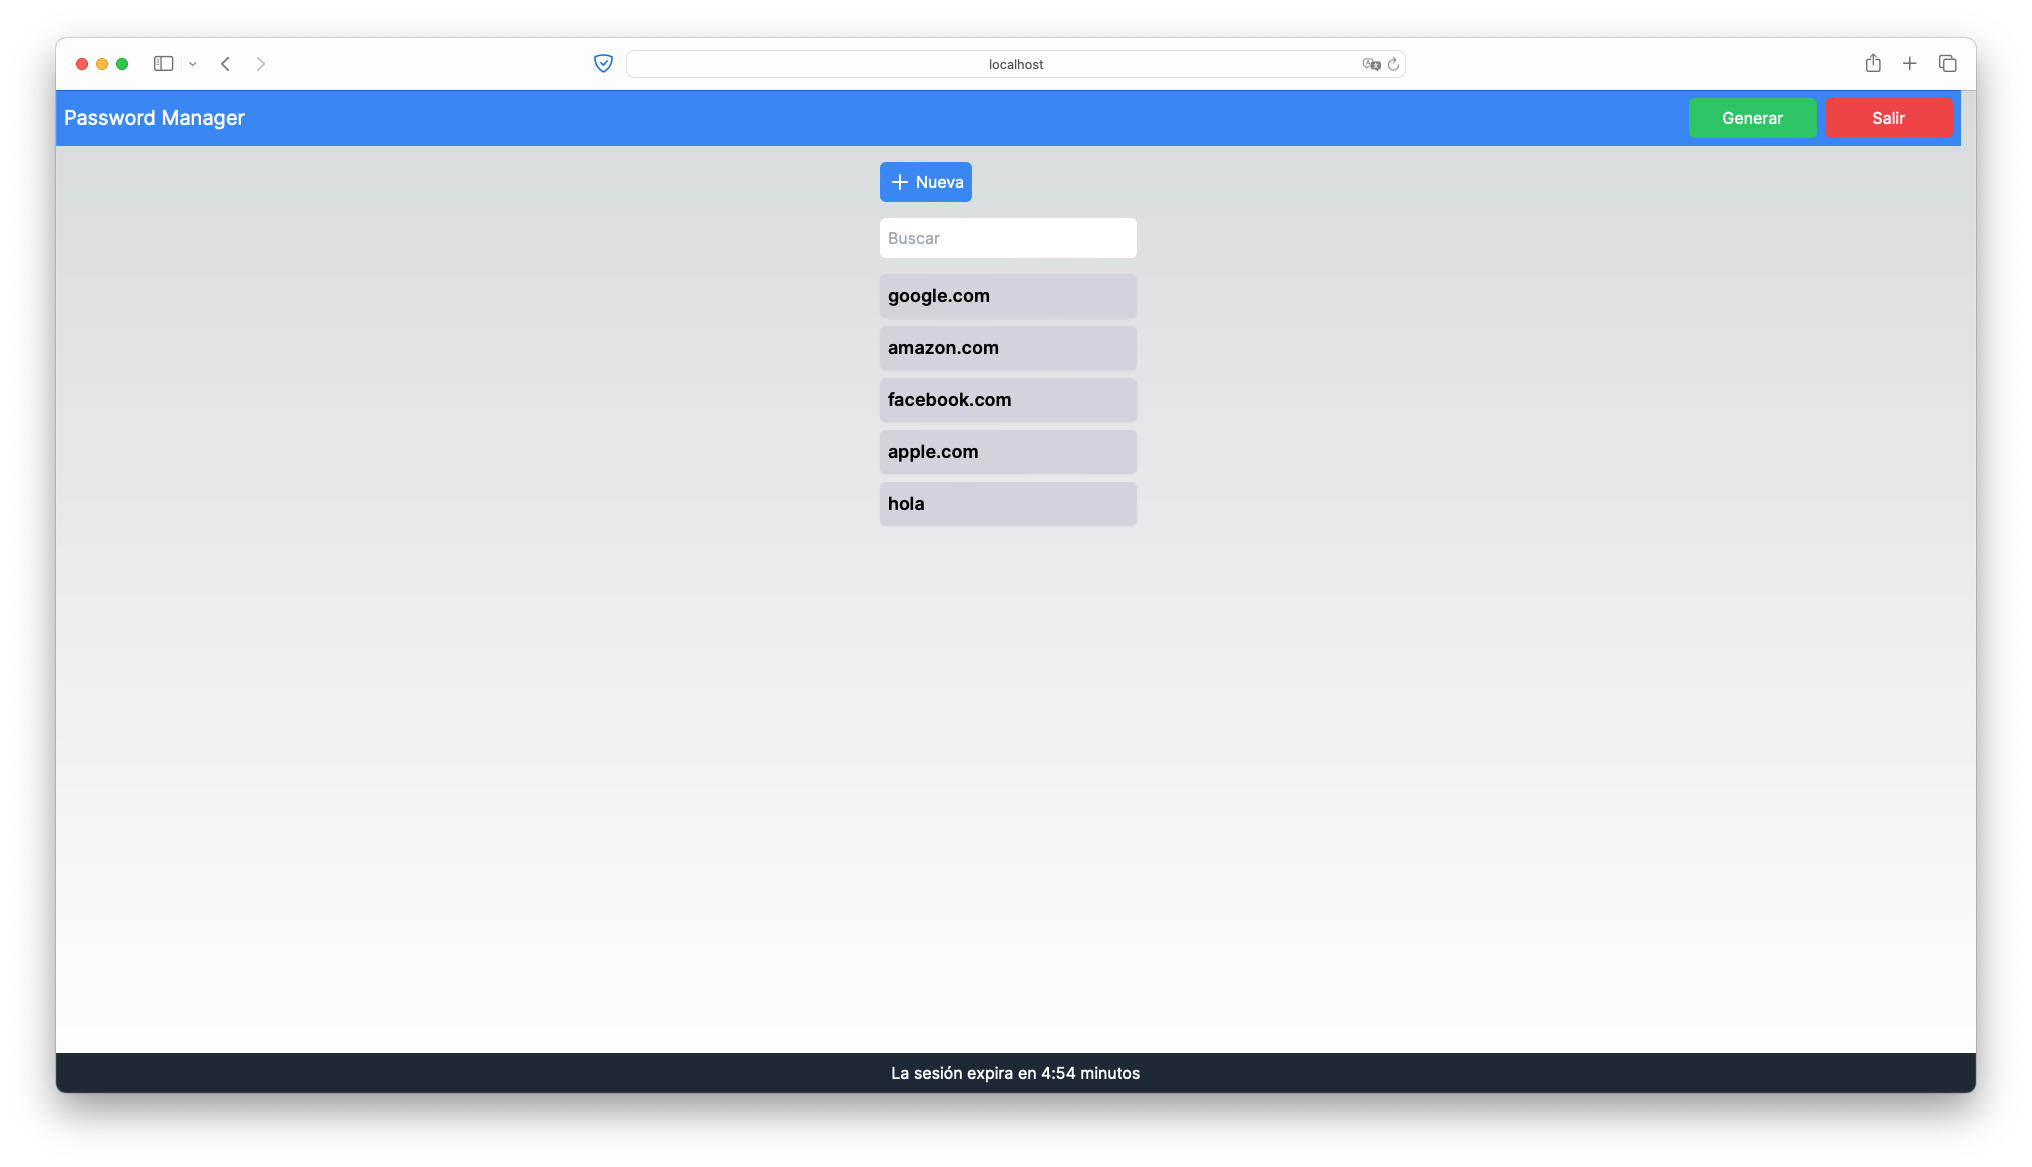 localhost
Password Manager
Generar
Salir
Nueva
Buscar
google.com
amazon.com
facebook.com
apple.com
hola
La sesión expira en 4:54 minutos